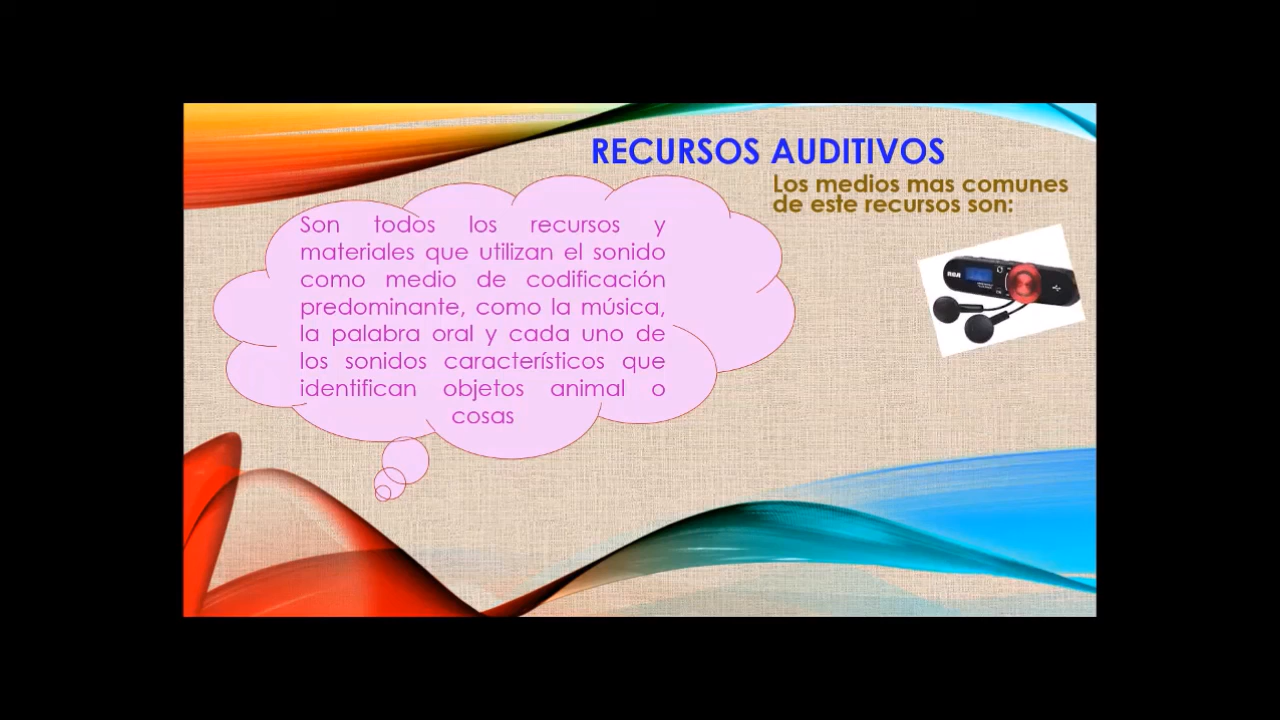 RECURSOS AUDITIVOS
Los medios mas comunes
de este recursos son:
Son todos los recursos y
materiales que utilizan el sonido
como medio de codificación
predominante, como la música,
la palabra oral y cada uno de
los sonidos característicos que
identifican objetos animal o
cosas
RCA